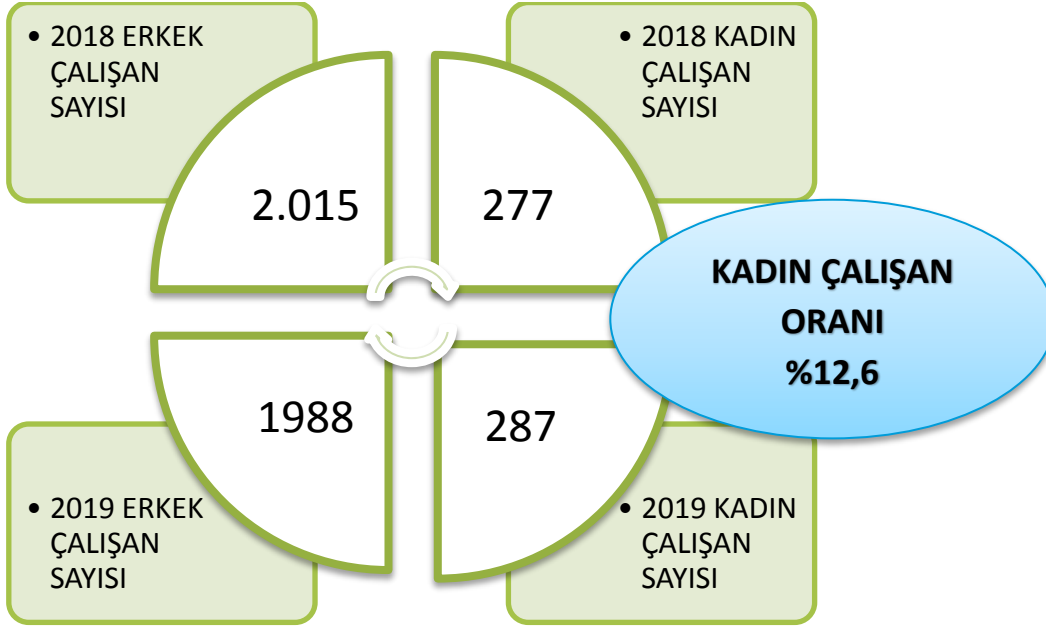 • 2018 ERKEK
ÇALIŞAN
SAYISI
• 2018 KADIN
ÇALIŞAN
SAYISI
2.015
277
KADIN ÇALIŞAN
ORANI
%12,6
1988
287
• 2019 ERKEK
ÇALIŞAN
SAYISI
• 2019 KADIN
ÇALIŞAN
SAYISI